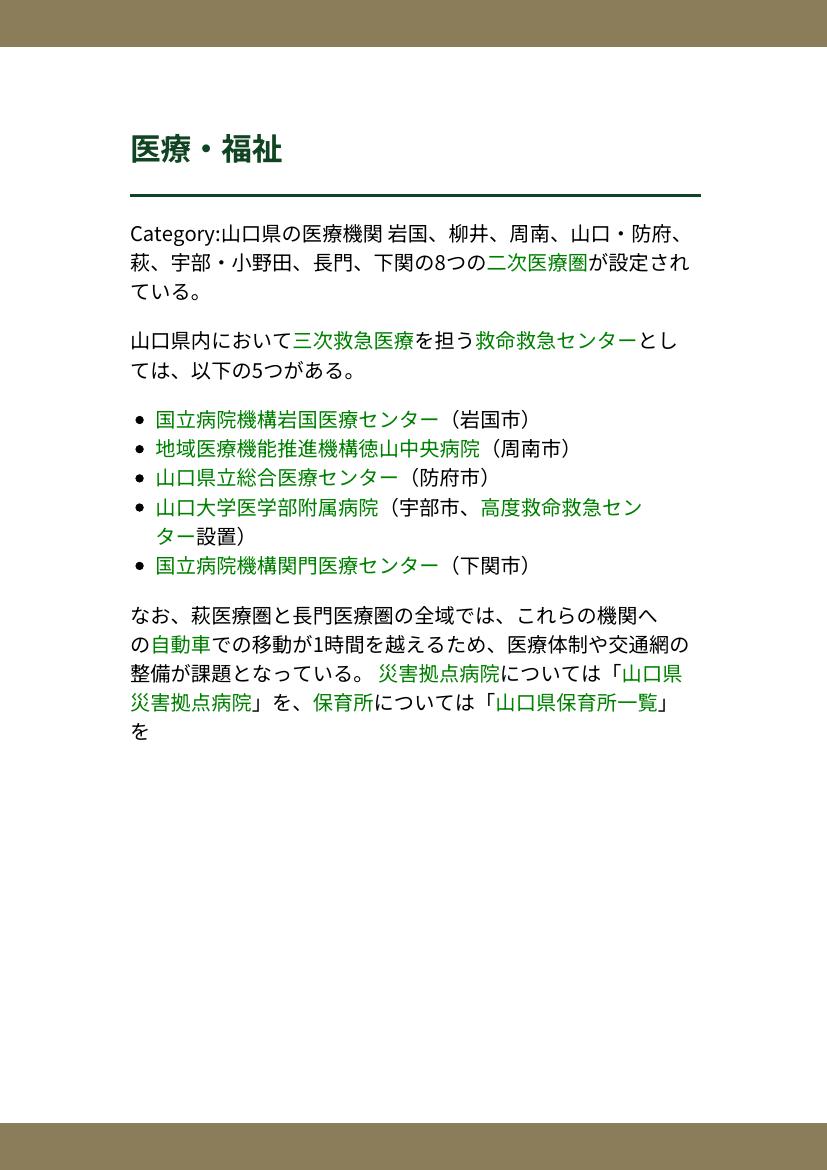 医療・福祉
Category:山口県の医療機関 岩国、柳井、周南、山口・防府、
萩、宇部・小野田、長門、下関の8つの二次医療圏が設定され
ている。
山口県内において三次救急医療を担う救命救急センターとし
ては、以下の5つがある。
• 国立病院機構岩国医療センター（岩国市）
• 地域医療機能推進機構徳山中央病院（周南市）
• 山口県立総合医療センター（防府市）
• 山口大学医学部附属病院（宇部市、高度救命救急セン
ター設置）
• 国立病院機構関門医療センター（下関市）
なお、萩医療圏と長門医療圏の全域では、これらの機関へ
の自動車での移動が1時間を越えるため、医療体制や交通網の
整備が課題となっている。 災害拠点病院については「山口県
災害拠点病院」を、保育所については「山口県保育所一覧」
を